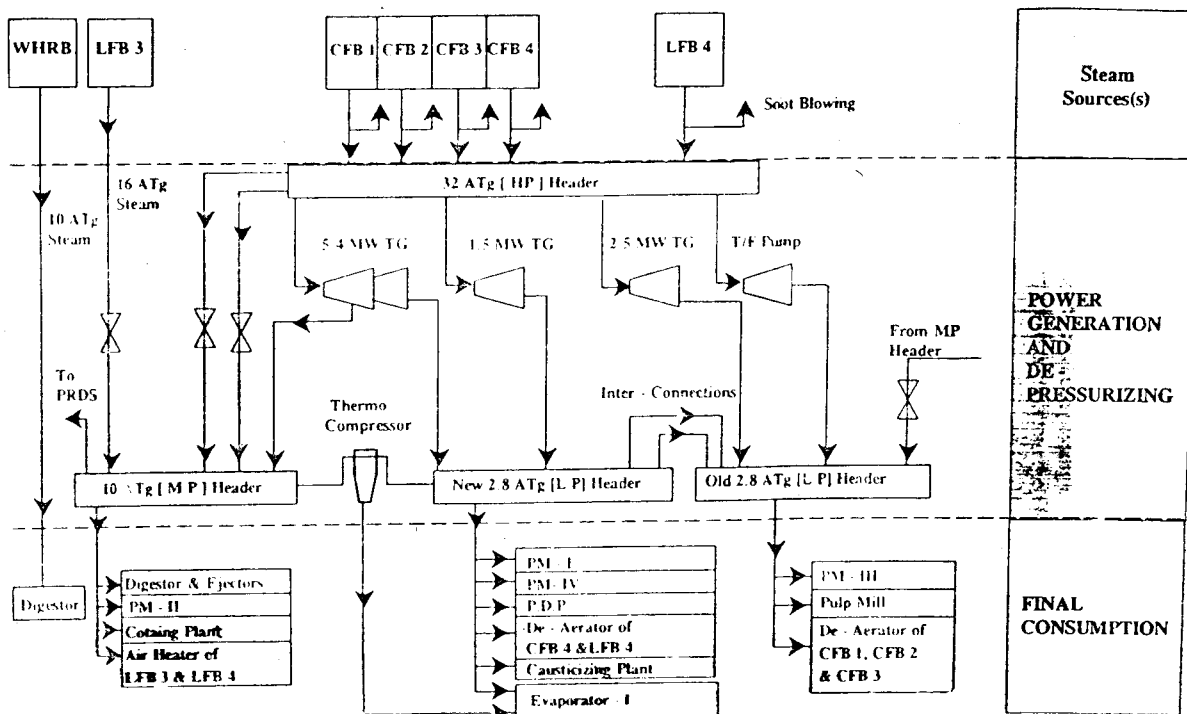 WHRB
LFB 3
CFB 1
CFB 2
CFB 3
CFB 4
LFB 4
Steam
Sources(s)
Soot Blowing
32 ATg [ HP ] Header
16 ATg
Steam
10 ATg
Steam
5.4 MW TG
1.5 MW TG
2.5 MW TG
T/F Pump
POWER
GENERATION
AND
DE -
PRESSURIZING
From MP
Header
To
PRDS
Thermo
Compressor
Inter - Connections
10 ATg [ M P ] Header
New 2.8 ATg [L P] Header
Old 2.8 ATg [L P] Header
Digestor
Digestor & Ejectors
PM - II
Cotaing Plant
Air Heater of
LFB 3 & LFB 4
PM - I
PM - IV
P.D.P
De - Aerator of
CFB 4 & LFB 4
Causticizing Plant
Evaporator - I
PM - III
Pulp Mill
De - Aerator of
CFB 1, CFB 2
& CFB 3
FINAL
CONSUMPTION